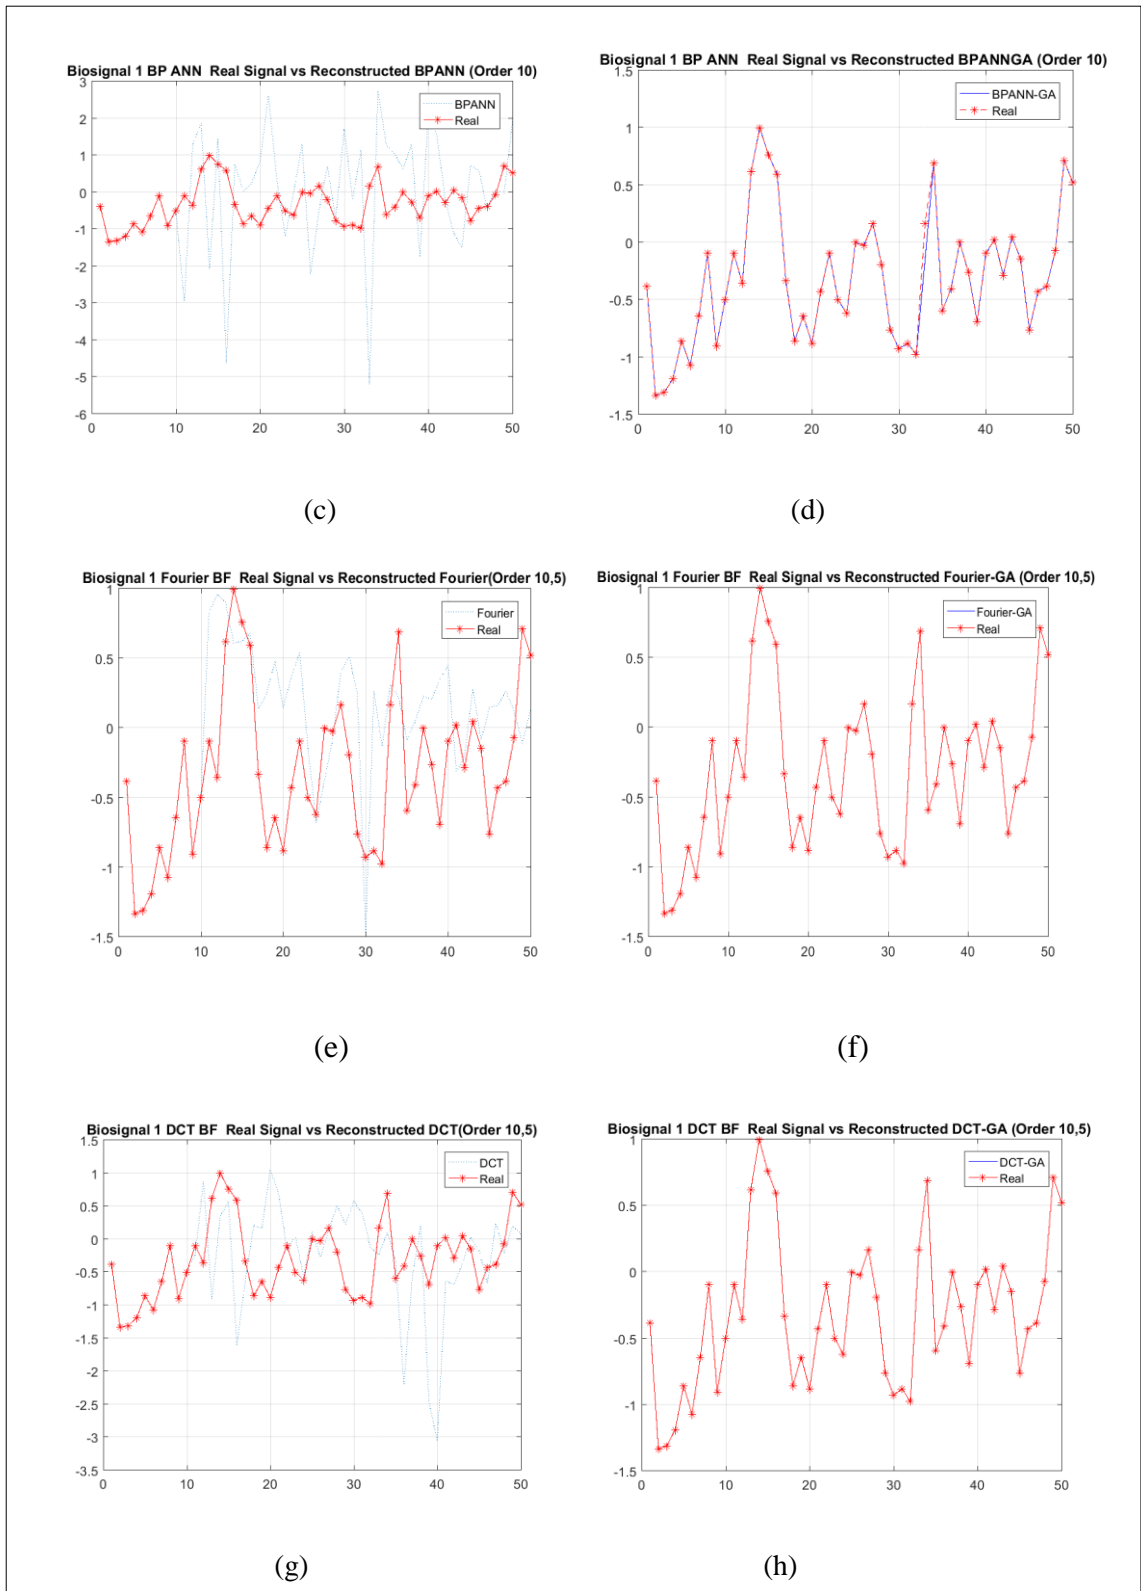 Biosignal 1 BP ANN  Real Signal vs Reconstructed BPANN (Order 10)
3
2
1
0
-1
-2
-3
-4
-5
-6
0 10 20 30 40 50
BPANN
Real
(c)
Biosignal 1 BP ANN  Real Signal vs Reconstructed BPANNGA (Order 10)
1.5
1
0.5
0
-0.5
-1
-1.5
0 10 20 30 40 50
BPANN-GA
Real
(d)
Biosignal 1 Fourier BF  Real Signal vs Reconstructed Fourier(Order 10,5)
1
0.5
0
-0.5
-1
-1.5
0 10 20 30 40 50
Fourier
Real
(e)
Biosignal 1 Fourier BF  Real Signal vs Reconstructed Fourier-GA (Order 10,5)
1
0.5
0
-0.5
-1
-1.5
0 10 20 30 40 50
Fourier-GA
Real
(f)
Biosignal 1 DCT BF  Real Signal vs Reconstructed DCT(Order 10,5)
1.5
1
0.5
0
-0.5
-1
-1.5
-2
-2.5
-3
-3.5
0 10 20 30 40 50
DCT
Real
(g)
Biosignal 1 DCT BF  Real Signal vs Reconstructed DCT-GA (Order 10,5)
1
0.5
0
-0.5
-1
-1.5
0 10 20 30 40 50
DCT-GA
Real
(h)